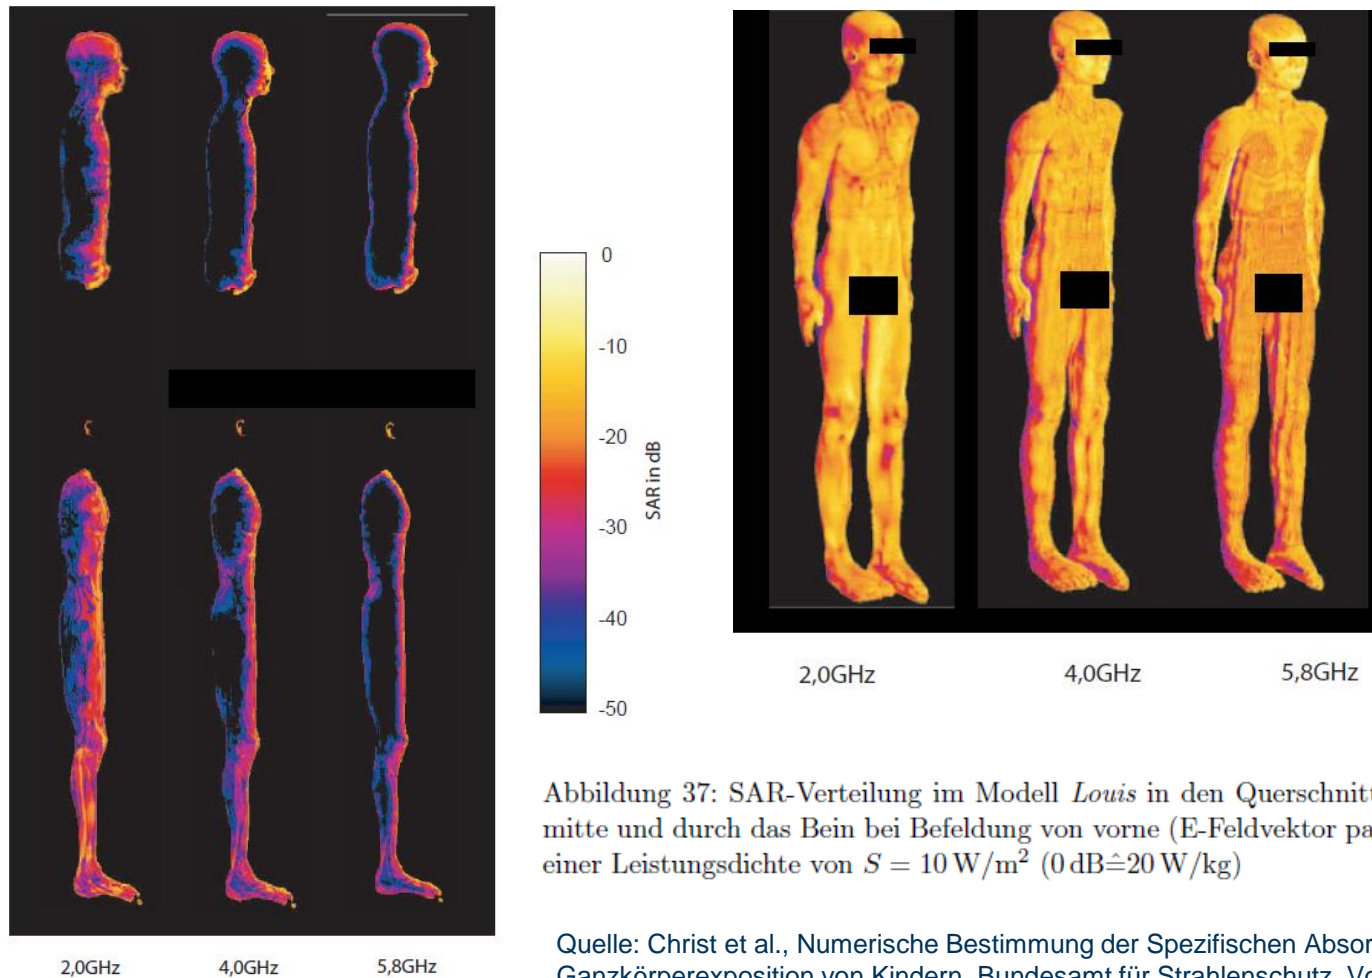 0
-10
-20
-30
-40
-50
SAR in dB
2,0GHz 4,0GHz 5,8GHz
2,0GHz 4,0GHz 5,8GHz
Abbildung 37: SAR-Verteilung im Modell Louis in den Querschnitt
mitte und durch das Bein bei Befeldung von vorne (E-Feldvektor pa
einer Leistungsdichte von S = 10 W/m² (0 dB≙20 W/kg)
Quelle: Christ et al., Numerische Bestimmung der Spezifischen Absor
Ganzkörperexposition von Kindern, Bundesamt für Strahlenschutz, Vo